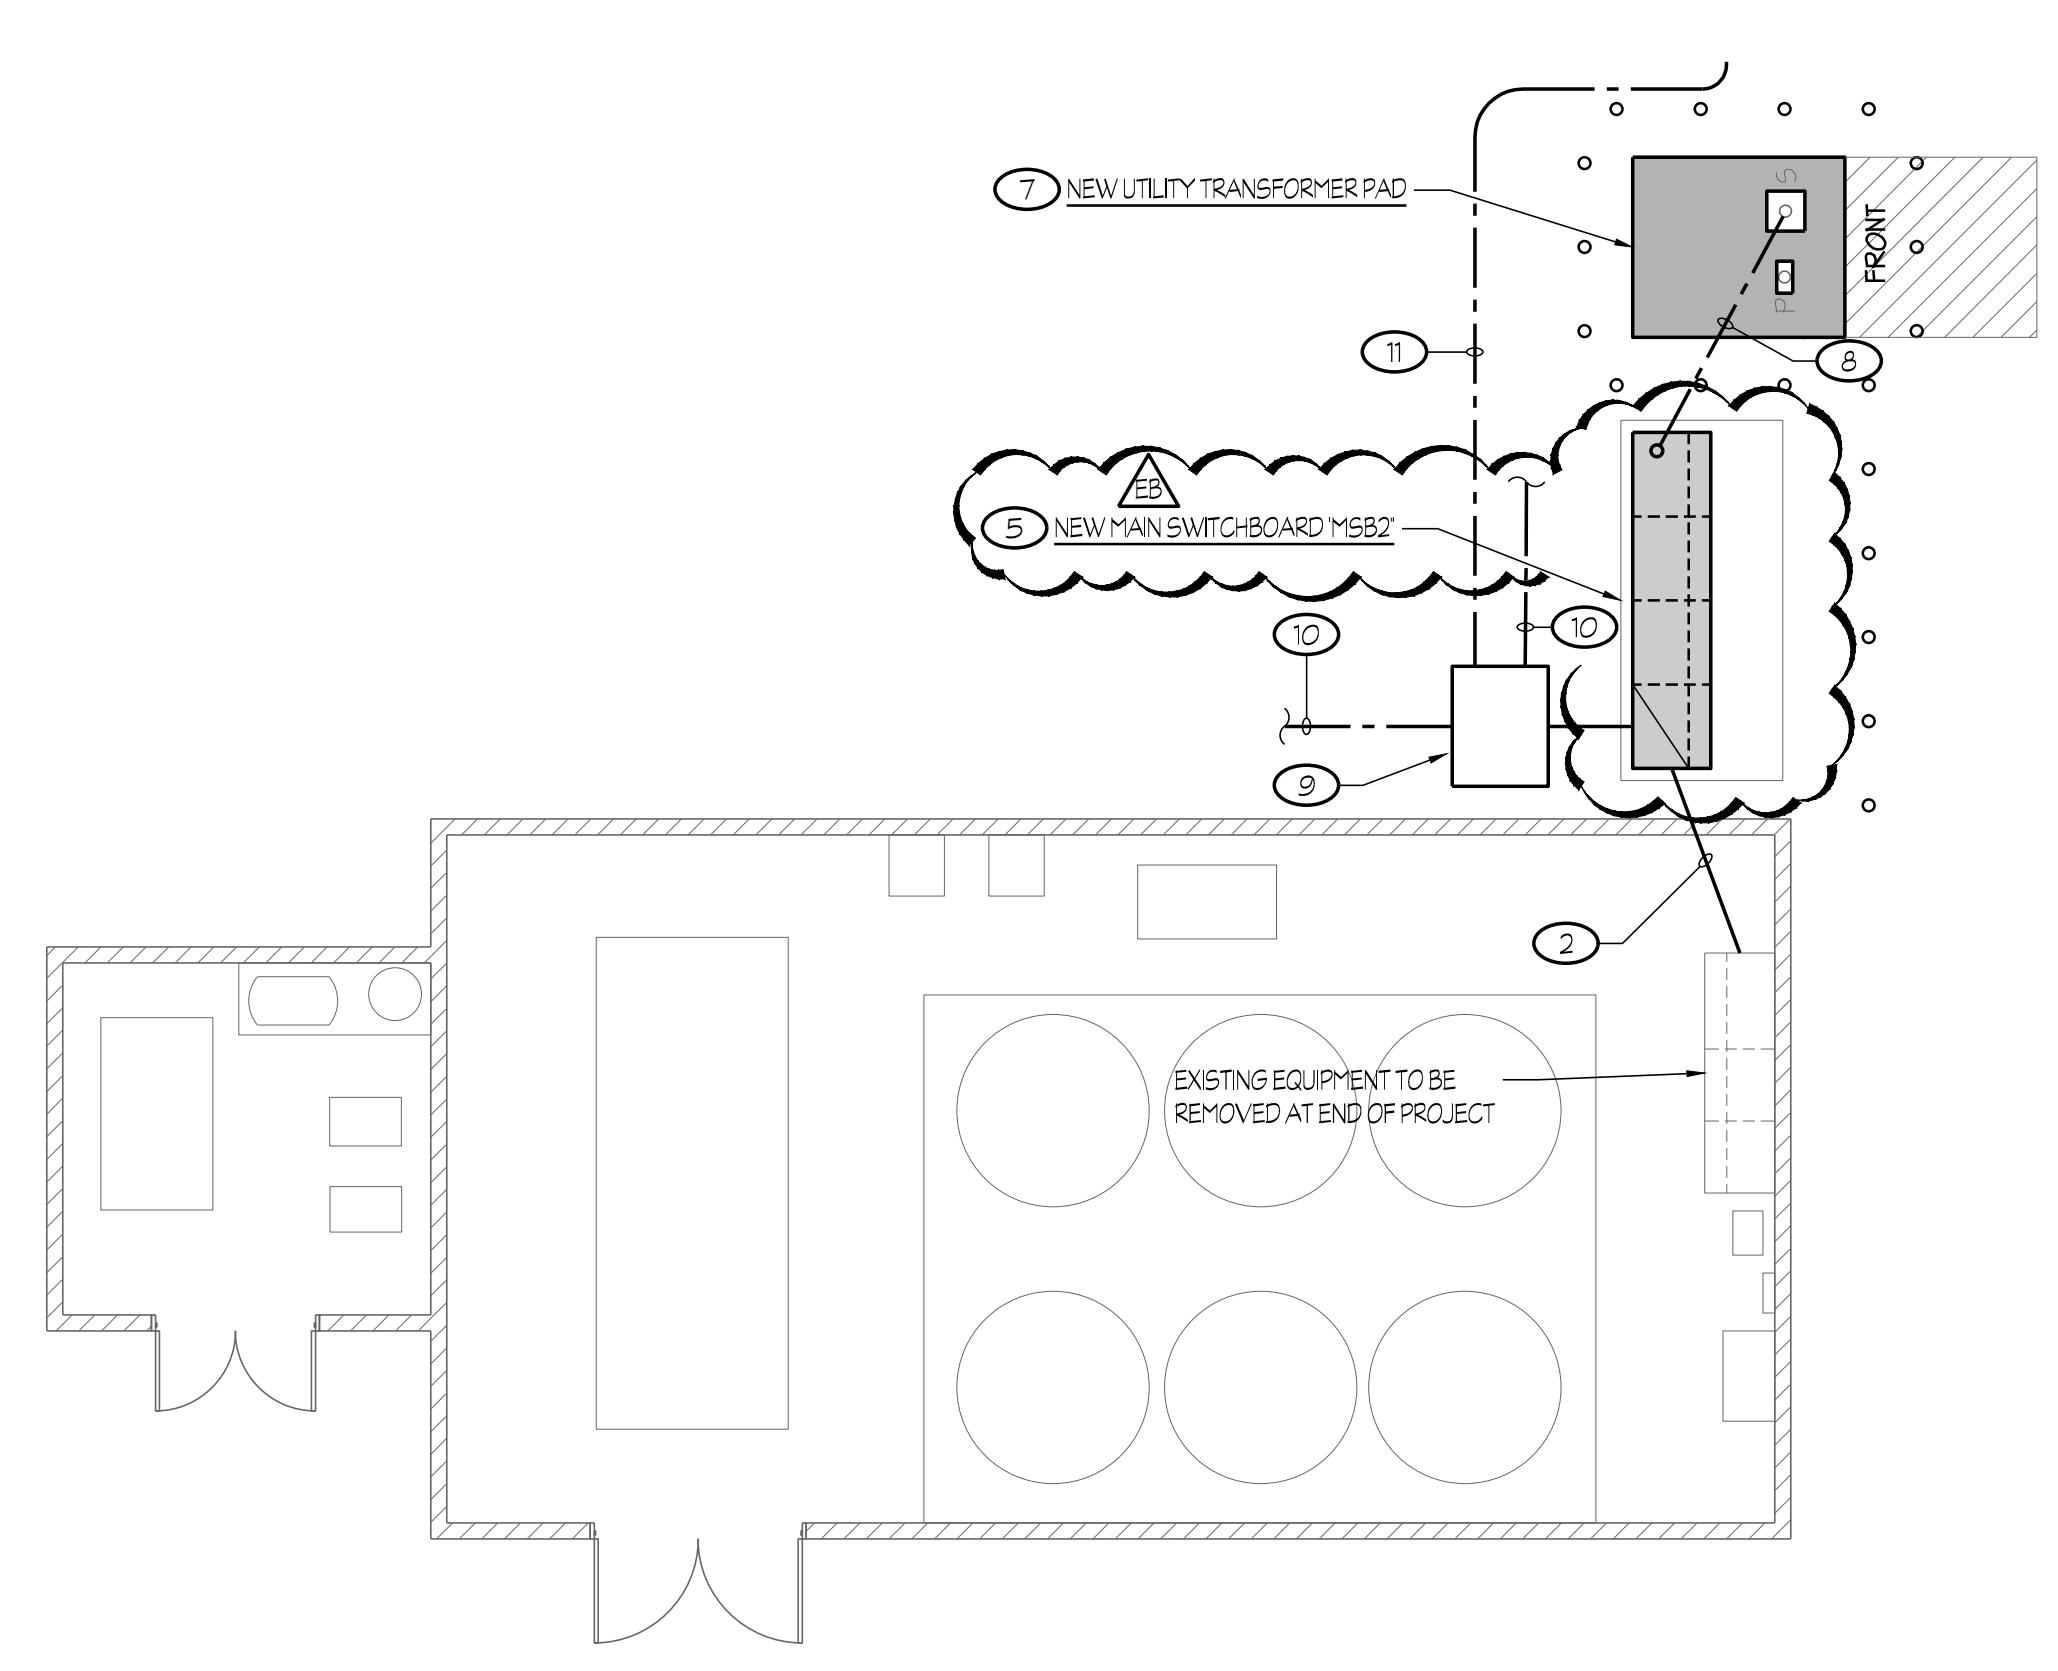 S
7 NEW UTILITY TRANSFORMER PAD
FRONT
P
11
8
EB
5 NEW MAIN SWITCHBOARD 'MSB2"
10
10
9
2
EXISTING EQUIPMENT TO BE
REMOVED AT END OF PROJECT